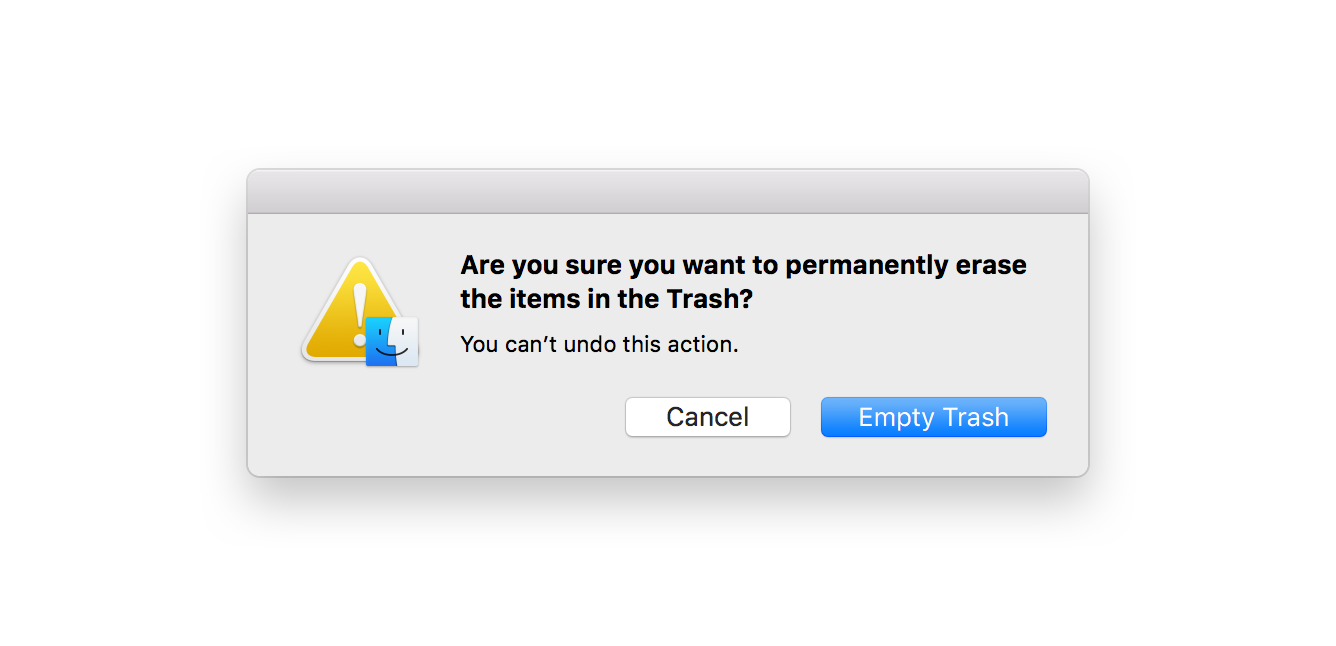 Are you sure you want to permanently erase
the items in the Trash?
You can’t undo this action.
Cancel
Empty Trash